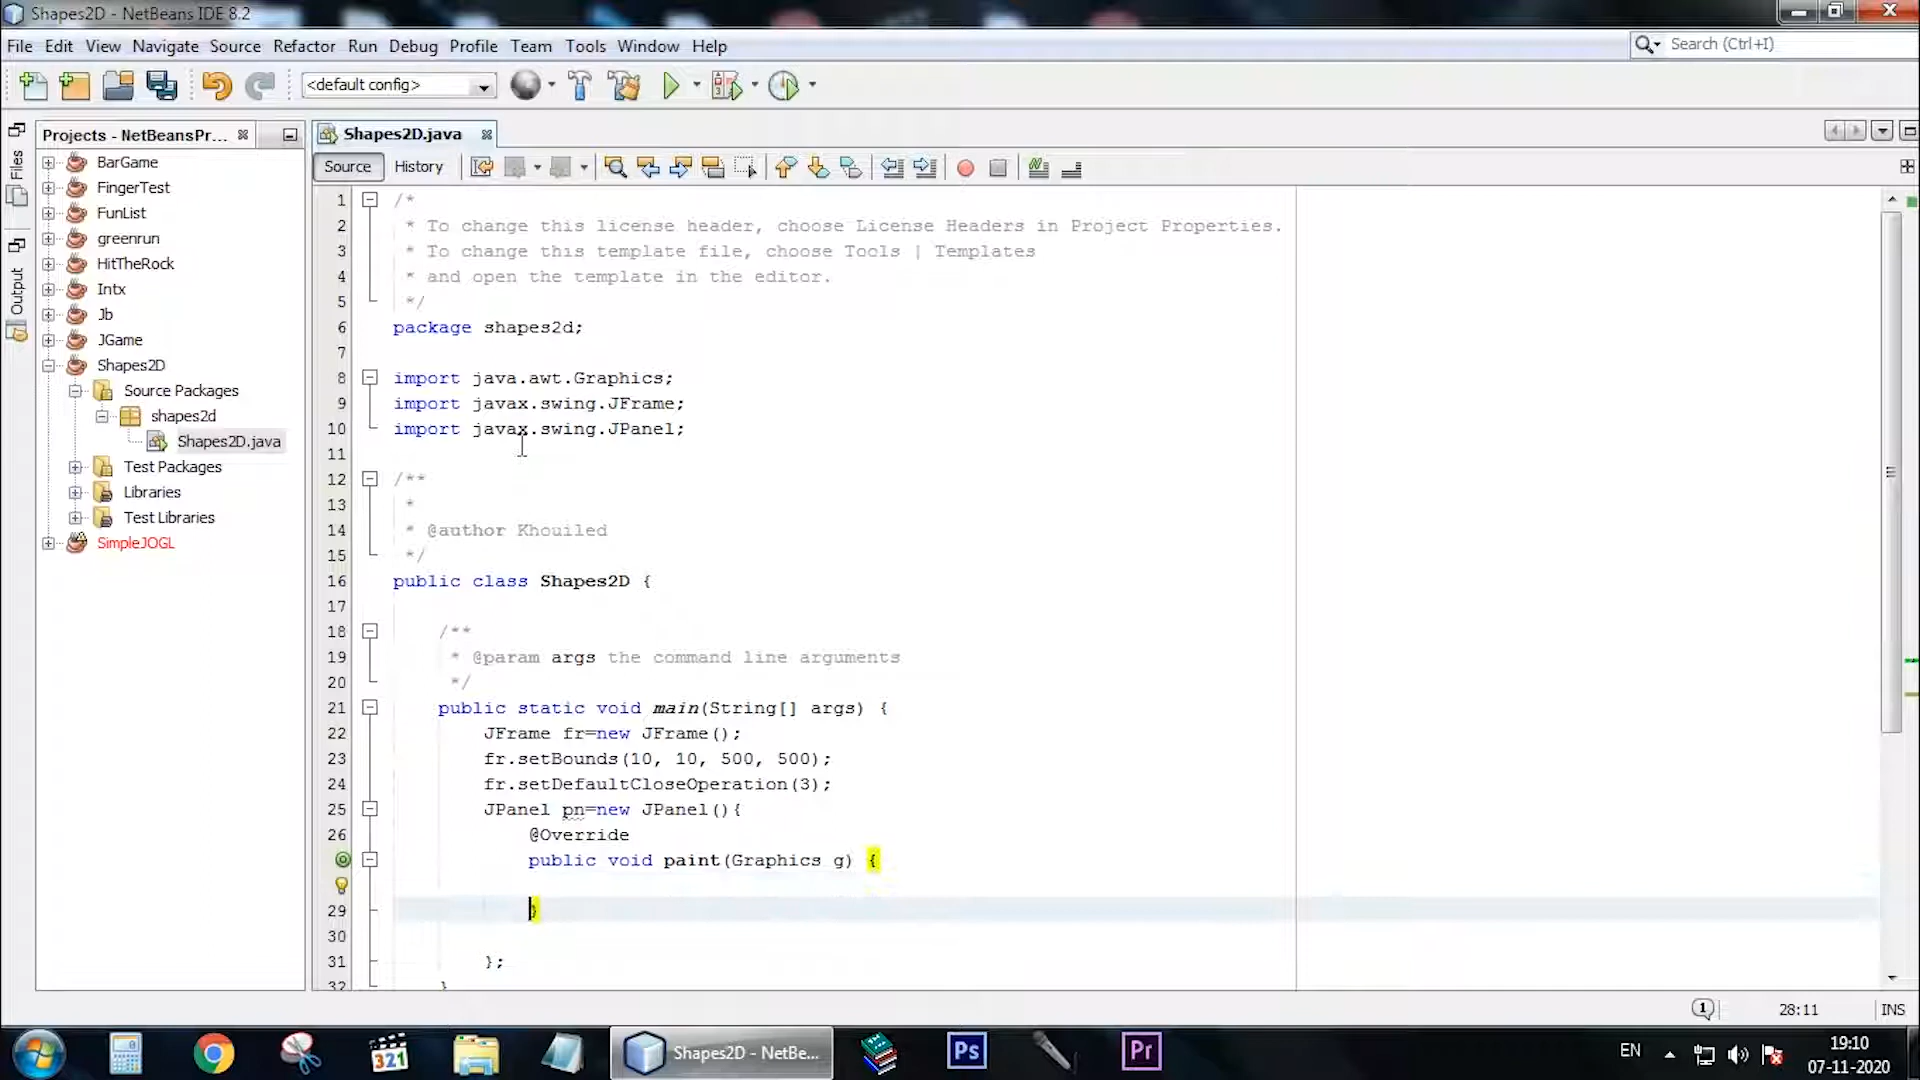 Shapes2D - NetBeans IDE 8.2
File Edit View Navigate Source Refactor Run Debug Profile Team Tools Window Help
Search (Ctrl+I)
<default config>
Files
Output
Projects - NetBeansPr...
BarGame
FingerTest
FunList
greenrun
HitTheRock
Intx
Jb
JGame
Shapes2D
Source Packages
shapes2d
Shapes2D.java
Test Packages
Libraries
Test Libraries
SimpleJOGL
Shapes2D.java
Source History
1 /*
2 * To change this license header, choose License Headers in Project Properties.
3 * To change this template file, choose Tools | Templates
4 * and open the template in the editor.
5 */
6 package shapes2d;
7
8 import java.awt.Graphics;
9 import javax.swing.JFrame;
10 import javax.swing.JPanel;
11
12 /**
13 *
14 * @author Khouiled
15 */
16 public class Shapes2D {
17
18 /**
19 * @param args the command line arguments
20 */
21 public static void main(String[] args) {
22 JFrame fr=new JFrame();
23 fr.setBounds(10, 10, 500, 500);
24 fr.setDefaultCloseOperation(3);
25 JPanel pn=new JPanel(){
26 @Override
public void paint(Graphics g) {
29 }
30
31 };
32 }
1
28:11 INS
321
Shapes2D - NetBe...
Ps
Pr
EN
19:10
07-11-2020